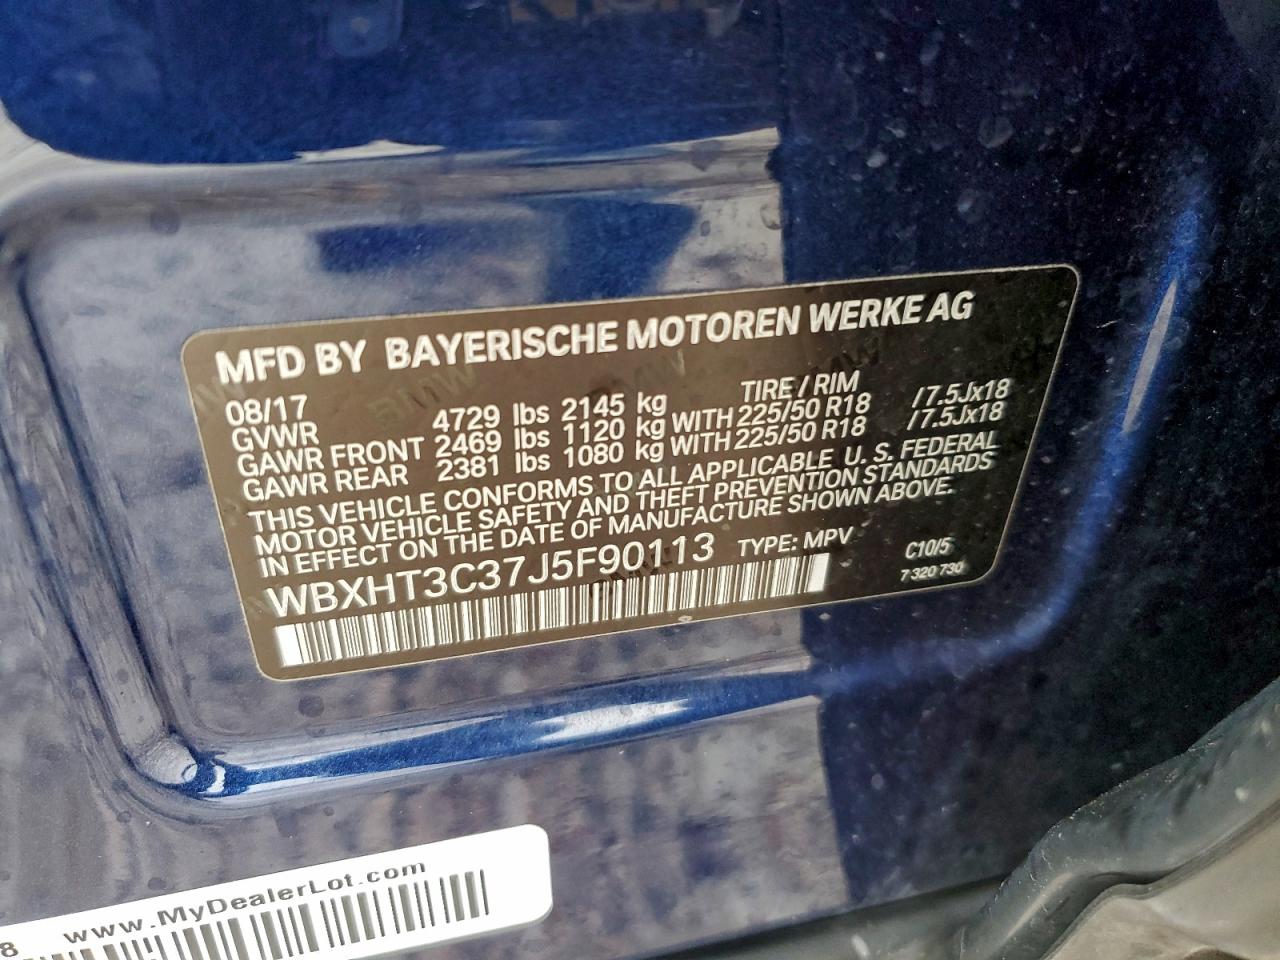 MFD BY BAYERISCHE MOTOREN WERKE AG
08/17 TIRE / RIM
GVWR 4729 lbs 2145 kg
GAWR FRONT 2469 lbs 1120 kg WITH 225/50 R18 /7.5Jx18
GAWR REAR 2381 lbs 1080 kg WITH 225/50 R18 /7.5Jx18
THIS VEHICLE CONFORMS TO ALL APPLICABLE U. S. FEDERAL
MOTOR VEHICLE SAFETY AND THEFT PREVENTION STANDARDS
IN EFFECT ON THE DATE OF MANUFACTURE SHOWN ABOVE.
WBXHT3C37J5F90113 TYPE: MPV C10/5
7 320 730
8 www.MyDealerLot.com